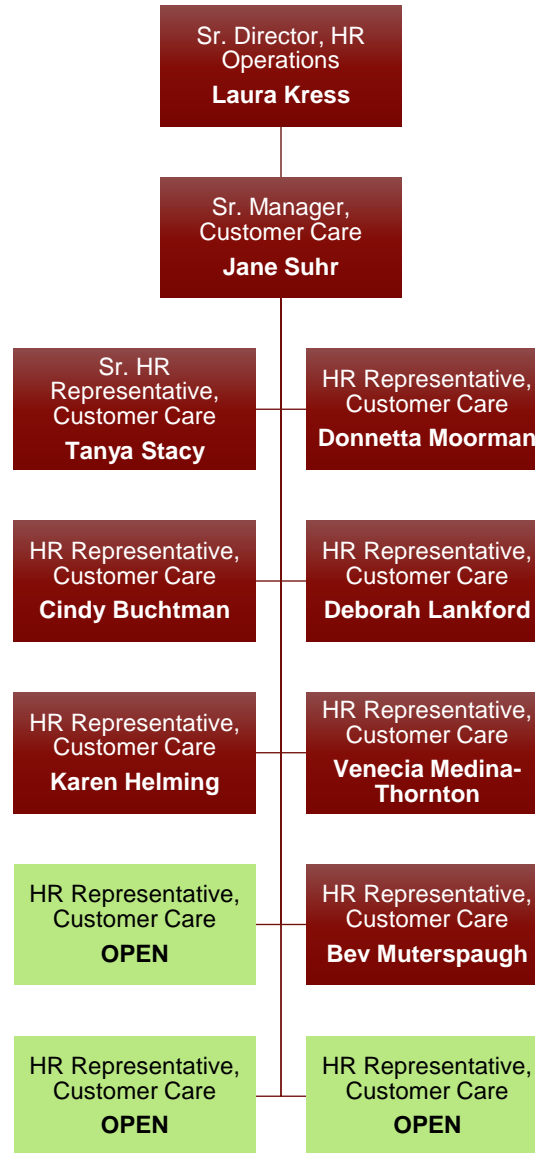 Sr. Director, HR
Operations
Laura Kress
Sr. Manager,
Customer Care
Jane Suhr
Sr. HR
Representative,
Customer Care
Tanya Stacy
HR Representative,
Customer Care
Donnetta Moorman
HR Representative,
Customer Care
Cindy Buchtman
HR Representative,
Customer Care
Deborah Lankford
HR Representative,
Customer Care
Karen Helming
HR Representative,
Customer Care
Venecia Medina-
Thornton
HR Representative,
Customer Care
OPEN
HR Representative,
Customer Care
Bev Muterspaugh
HR Representative,
Customer Care
OPEN
HR Representative,
Customer Care
OPEN